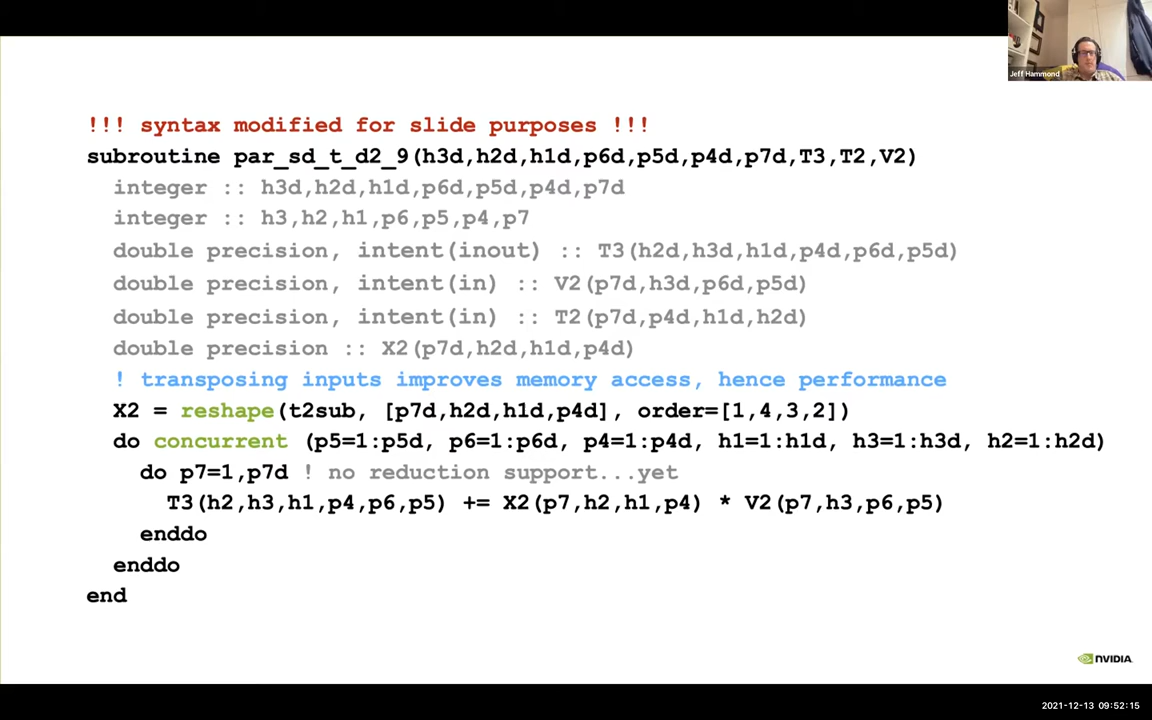 Jeff Hammond
!!! syntax modified for slide purposes !!!
subroutine par_sd_t_d2_9(h3d,h2d,h1d,p6d,p5d,p4d,p7d,T3,T2,V2)
integer :: h3d,h2d,h1d,p6d,p5d,p4d,p7d
integer :: h3,h2,h1,p6,p5,p4,p7
double precision, intent(inout) :: T3(h2d,h3d,h1d,p4d,p6d,p5d)
double precision, intent(in) :: V2(p7d,h3d,p6d,p5d)
double precision, intent(in) :: T2(p7d,p4d,h1d,h2d)
double precision :: X2(p7d,h2d,h1d,p4d)
! transposing inputs improves memory access, hence performance
X2 = reshape(t2sub, [p7d,h2d,h1d,p4d], order=[1,4,3,2])
do concurrent (p5=1:p5d, p6=1:p6d, p4=1:p4d, h1=1:h1d, h3=1:h3d, h2=1:h2d)
do p7=1,p7d ! no reduction support...yet
T3(h2,h3,h1,p4,p6,p5) += X2(p7,h2,h1,p4) * V2(p7,h3,p6,p5)
enddo
enddo
end
NVIDIA.
2021-12-13 09:52:15